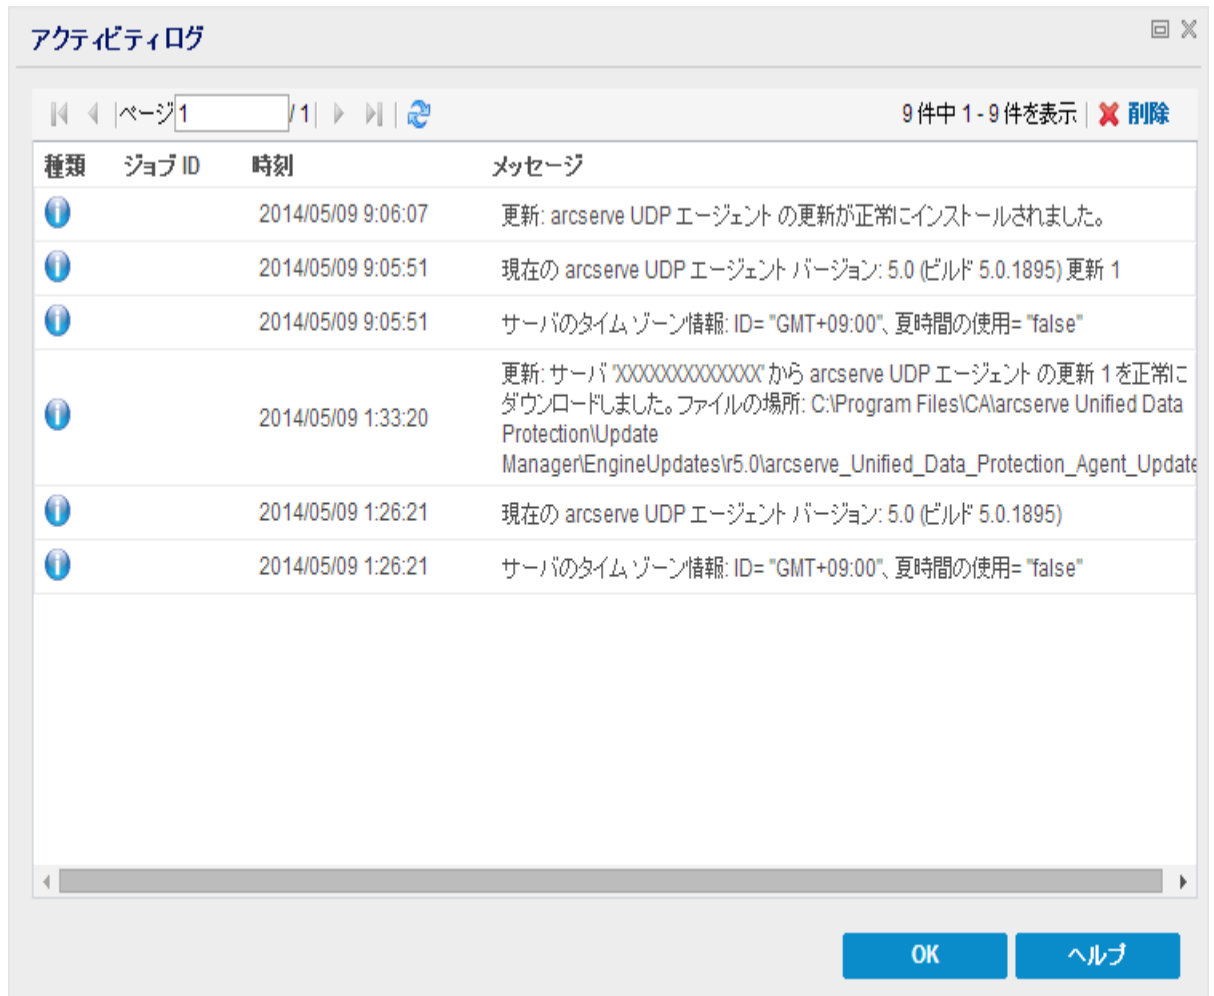 アクティビティログ
ページ 1 / 1 9 件中 1 - 9 件を表示 削除
種類 ジョブ ID 時刻 メッセージ
2014/05/09 9:06:07 更新: arcserve UDP エージェント の更新が正常にインストールされました。
2014/05/09 9:05:51 現在の arcserve UDP エージェント バージョン: 5.0 (ビルド 5.0.1895) 更新 1
2014/05/09 9:05:51 サーバのタイム ゾーン情報: ID= "GMT+09:00"、夏時間の使用= "false"
更新: サーバ 'XXXXXXXXXXXXX' から arcserve UDP エージェント の更新 1 を正常に
2014/05/09 1:33:20 ダウンロードしました。ファイルの場所: C:\Program Files\CA\arcserve Unified Data
Protection\Update
Manager\EngineUpdates\r5.0\arcserve_Unified_Data_Protection_Agent_Update
2014/05/09 1:26:21 現在の arcserve UDP エージェント バージョン: 5.0 (ビルド 5.0.1895)
2014/05/09 1:26:21 サーバのタイム ゾーン情報: ID= "GMT+09:00"、夏時間の使用= "false"
OK ヘルプ